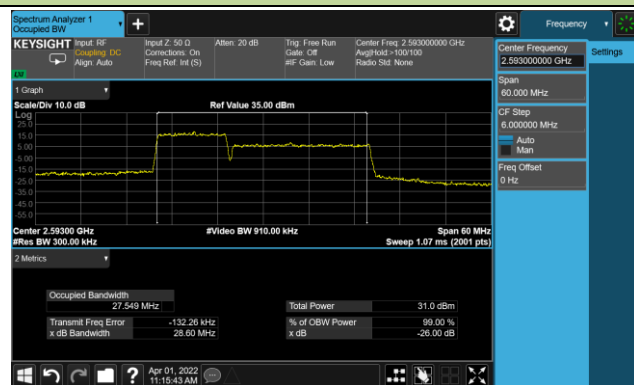 Spectrum Analyzer 1
Occupied BW
Frequency
KEYSIGHT
Input: RF
Coupling: DC
Align: Auto
Input Z: 50 Ω
Corrections: On
Freq Ref: Int (S)
Atten: 20 dB
Trig: Free Run
Gate: Off
#IF Gain: Low
Center Freq: 2.593000000 GHz
Avg|Hold:>100/100
Radio Std: None
Center Frequency
2.593000000 GHz
Settings
Span
60.000 MHz
CF Step
6.000000 MHz
Auto
Man
Freq Offset
0 Hz
1 Graph
Scale/Div 10.0 dB
Ref Value 35.00 dBm
Log
25.0
15.0
5.00
-5.00
-15.0
-25.0
-35.0
-45.0
-55.0
Center 2.59300 GHz
#Video BW 910.00 kHz
Span 60 MHz
#Res BW 300.00 kHz
Sweep 1.07 ms (2001 pts)
2 Metrics
Occupied Bandwidth
27.549 MHz
Total Power
31.0 dBm
Transmit Freq Error
-132.26 kHz
% of OBW Power
99.00 %
x dB Bandwidth
28.60 MHz
x dB
-26.00 dB
?
Apr 01, 2022
11:15:43 AM